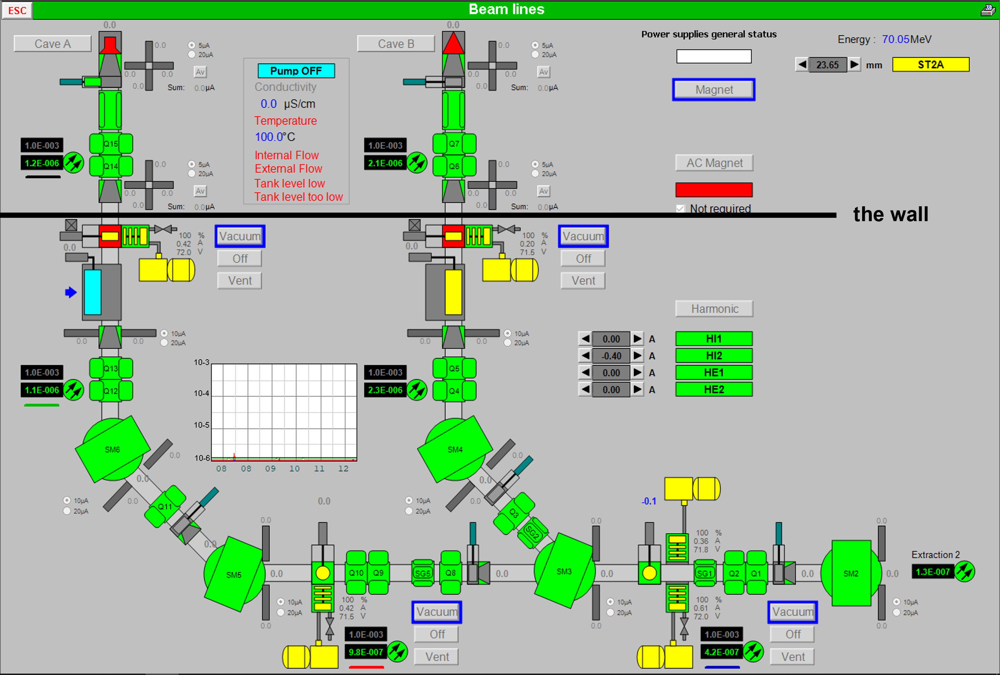 ESC
Beam lines
0.0
0.0
Cave A
0.0
5µA
20µA
0.0
0.0
Av
0.0
Sum: 0.0µA
Pump OFF
Conductivity
0.0 µS/cm
Temperature
100.0°C
Internal Flow
External Flow
Tank level low
Tank level too low
Cave B
0.0
5µA
20µA
0.0
0.0
Av
0.0
Sum: 0.0µA
Power supplies general status
Energy : 70.05MeV
23.65 mm
ST2A
Magnet
AC Magnet
Not required
the wall
1.0E-003
1.2E-006
Q15
Q14
0.0
5µA
20µA
0.0
0.0
Av
0.0
Sum: 0.0µA
1.0E-003
2.1E-006
Q7
Q6
0.0
5µA
20µA
0.0
0.0
Av
0.0
Sum: 0.0µA
0.0
100 %
0.42 A
72.0 V
Vacuum
Off
Vent
0.0
100 %
0.20 A
71.5 V
Vacuum
Off
Vent
0.0
0.0
10µA
20µA
0.0
0.0
10µA
20µA
Harmonic
0.00 A HI1
-0.40 A HI2
0.00 A HE1
0.00 A HE2
1.0E-003
1.1E-006
Q13
Q12
10-3
10-4
10-5
10-6
08 08 09 10 11 12
1.0E-003
2.3E-006
Q5
Q4
SM6
0.0
0.0
0.0
10µA
20µA
Q11
0.0
SM4
0.0
0.0
0.0
10µA
20µA
Q3
SG2
0.0
-0.1
0.0
SM5
0.0
0.0
10µA
20µA
Q10
Q9
SG5
Q8
0.0
100 %
0.42 A
71.5 V
1.0E-003
9.8E-007
Vacuum
Off
Vent
0.0
SM3
0.0
0.0
10µA
20µA
100 %
0.36 A
71.8 V
SG1
Q2
Q1
0.0
100 %
0.61 A
72.0 V
1.0E-003
4.2E-007
Vacuum
Off
Vent
0.0
SM2
0.0
0.0
10µA
20µA
Extraction 2
1.3E-007